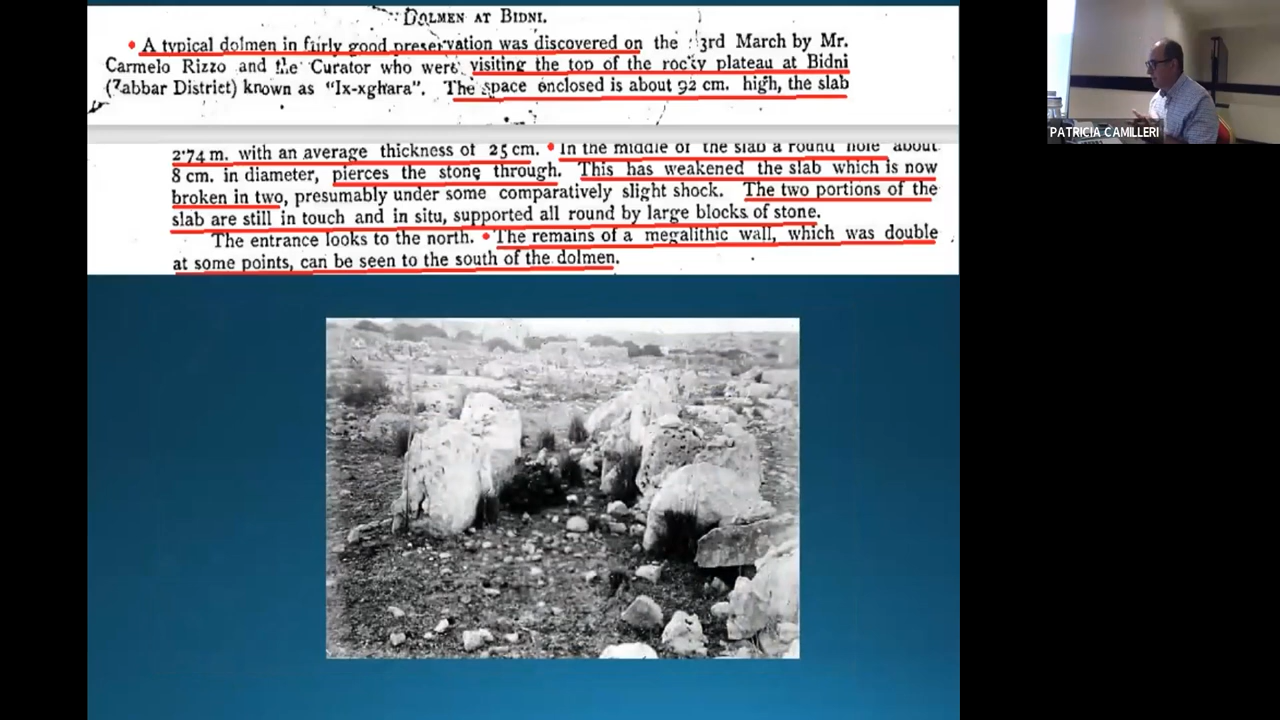 DOLMEN AT BIDNI.
• A typical dolmen in fairly good preservation was discovered on the 3rd March by Mr.
Carmelo Rizzo and the Curator who were visiting the top of the rocky plateau at Bidni
(Zabbar District) known as "Ix-xghara". The space enclosed is about 92 cm. high, the slab
2·74 m. with an average thickness of 25 cm. • In the middle of the slab a round hole about
8 cm. in diameter, pierces the stone through. This has weakened the slab which is now
broken in two, presumably under some comparatively slight shock. The two portions of the
slab are still in touch and in situ, supported all round by large blocks of stone.
The entrance looks to the north. • The remains of a megalithic wall, which was double
at some points, can be seen to the south of the dolmen.
PATRICIA CAMILLERI